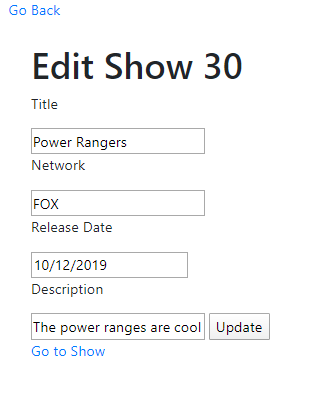 Go Back
Edit Show 30
Title
Power Rangers
Network
FOX
Release Date
10/12/2019
Description
The power ranges are cool Update
Go to Show